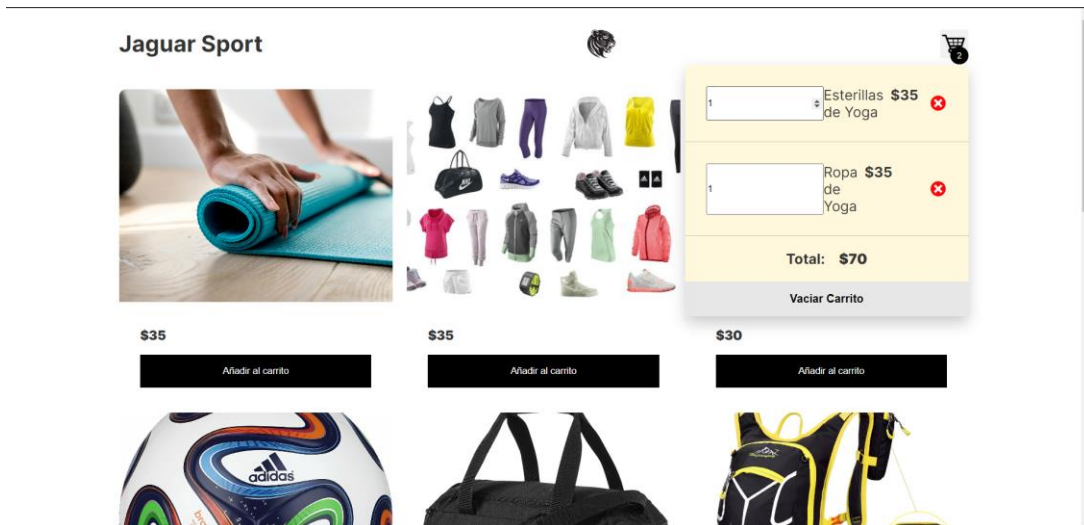 Jaguar Sport
2
1
Esterillas $35
de Yoga
1
Ropa $35
de
Yoga
Total: $70
Vaciar Carrito
$35
$35
$30
Añadir al carrito
Añadir al carrito
Añadir al carrito
adidas